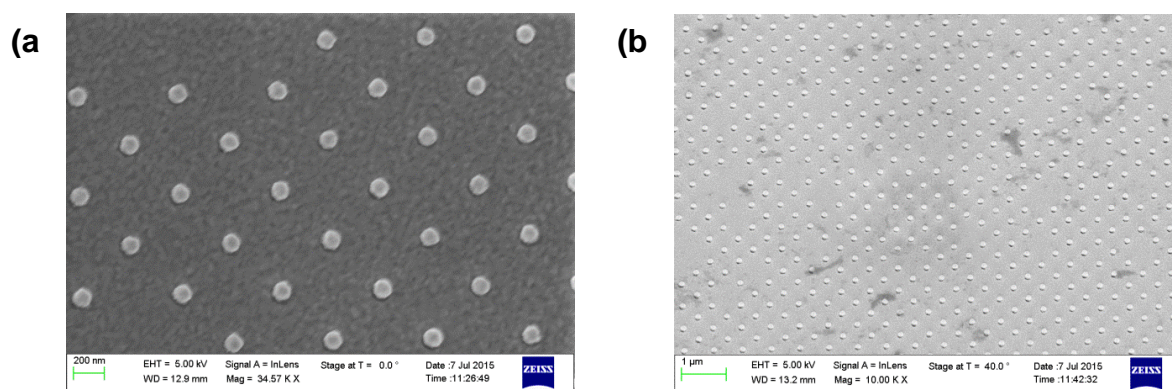 (a
(b)
200 nm
EHT = 5.00 kV
Signal A = InLens
Stage at T = 0.0 °
Date :7 Jul 2015
WD = 12.9 mm
Mag = 34.57 K X
Time :11:26:49
ZEISS
1 µm
EHT = 5.00 kV
Signal A = InLens
Stage at T = 40.0 °
Date :7 Jul 2015
WD = 13.2 mm
Mag = 10.00 K X
Time :11:42:32
ZEISS